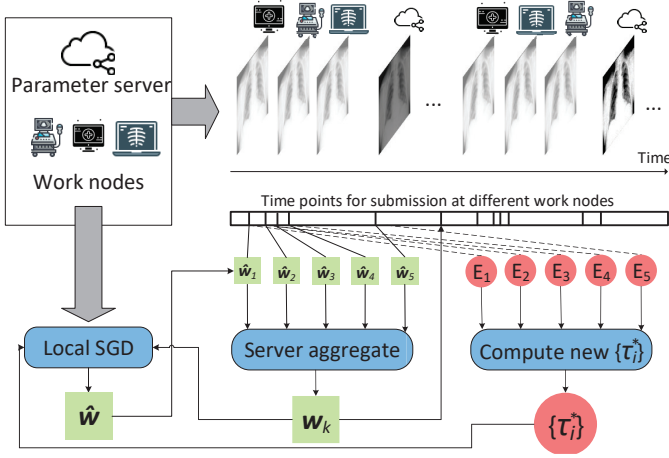 Parameter server
Work nodes
... ...
Time
Time points for submission at different work nodes
ŵ₁ ŵ₂ ŵ₃ ŵ₄ ŵ₅
E₁ E₂ E₃ E₄ E₅
Local SGD
Server aggregate
Compute new {τᵢ*}
ŵ
wₖ
{τᵢ*}